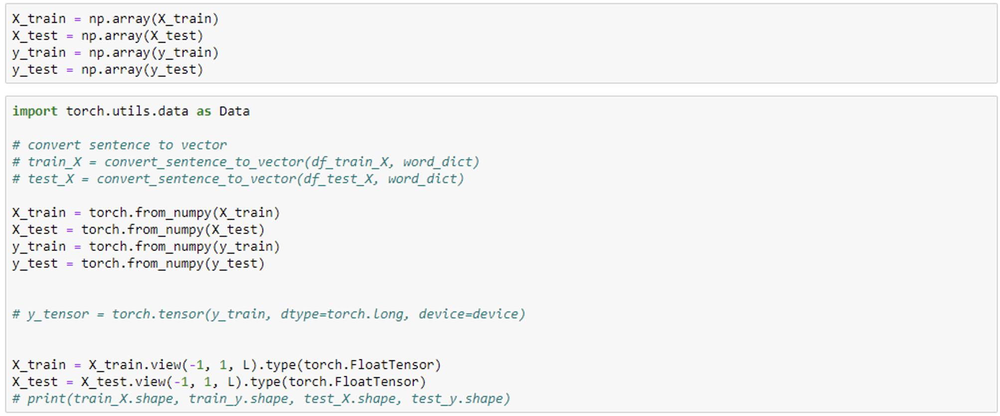 X_train = np.array(X_train)
X_test = np.array(X_test)
y_train = np.array(y_train)
y_test = np.array(y_test)
import torch.utils.data as Data
# convert sentence to vector
# train_X = convert_sentence_to_vector(df_train_X, word_dict)
# test_X = convert_sentence_to_vector(df_test_X, word_dict)
X_train = torch.from_numpy(X_train)
X_test = torch.from_numpy(X_test)
y_train = torch.from_numpy(y_train)
y_test = torch.from_numpy(y_test)
# y_tensor = torch.tensor(y_train, dtype=torch.long, device=device)
X_train = X_train.view(-1, 1, L).type(torch.FloatTensor)
X_test = X_test.view(-1, 1, L).type(torch.FloatTensor)
# print(train_X.shape, train_y.shape, test_X.shape, test_y.shape)